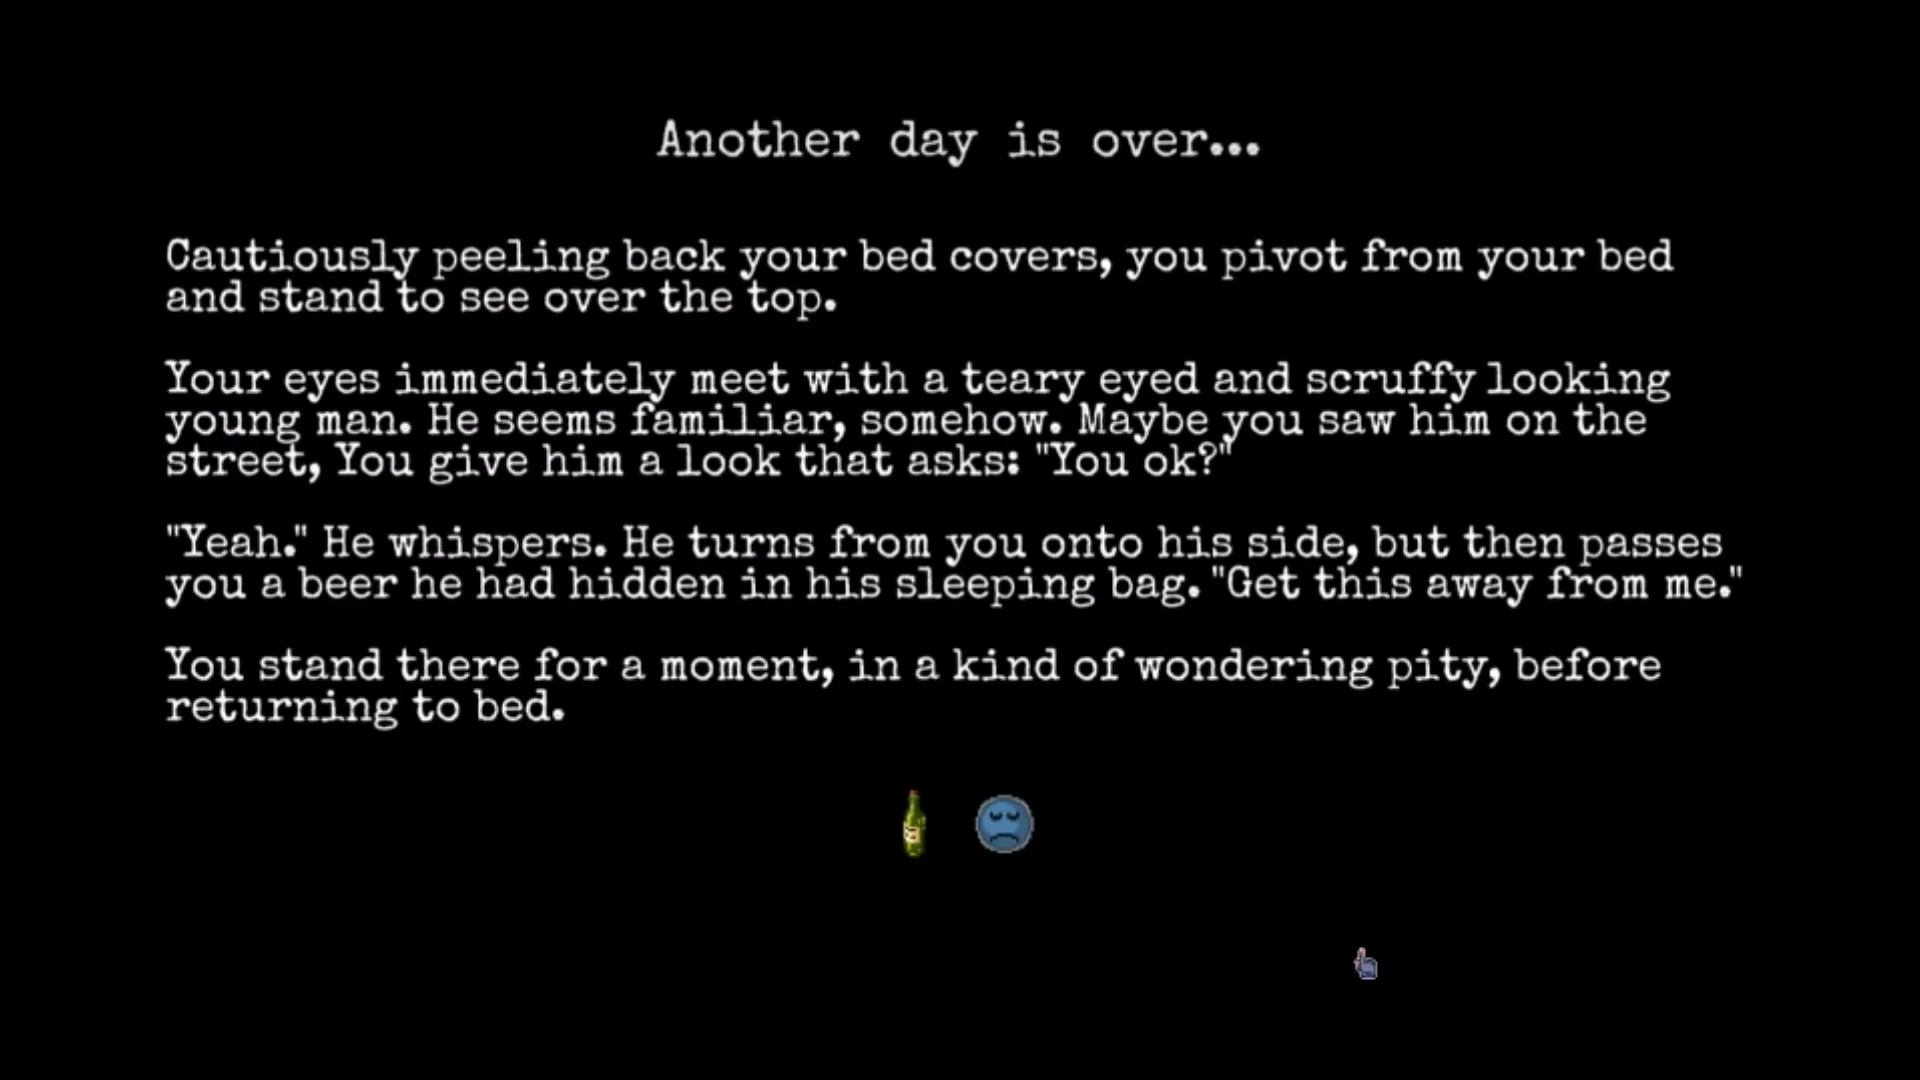 Another day is over...
Cautiously peeling back your bed covers, you pivot from your bed
and stand to see over the top.
Your eyes immediately meet with a teary eyed and scruffy looking
young man. He seems familiar, somehow. Maybe you saw him on the
street, You give him a look that asks: "You ok?"
"Yeah." He whispers. He turns from you onto his side, but then passes
you a beer he had hidden in his sleeping bag. "Get this away from me."
You stand there for a moment, in a kind of wondering pity, before
returning to bed.